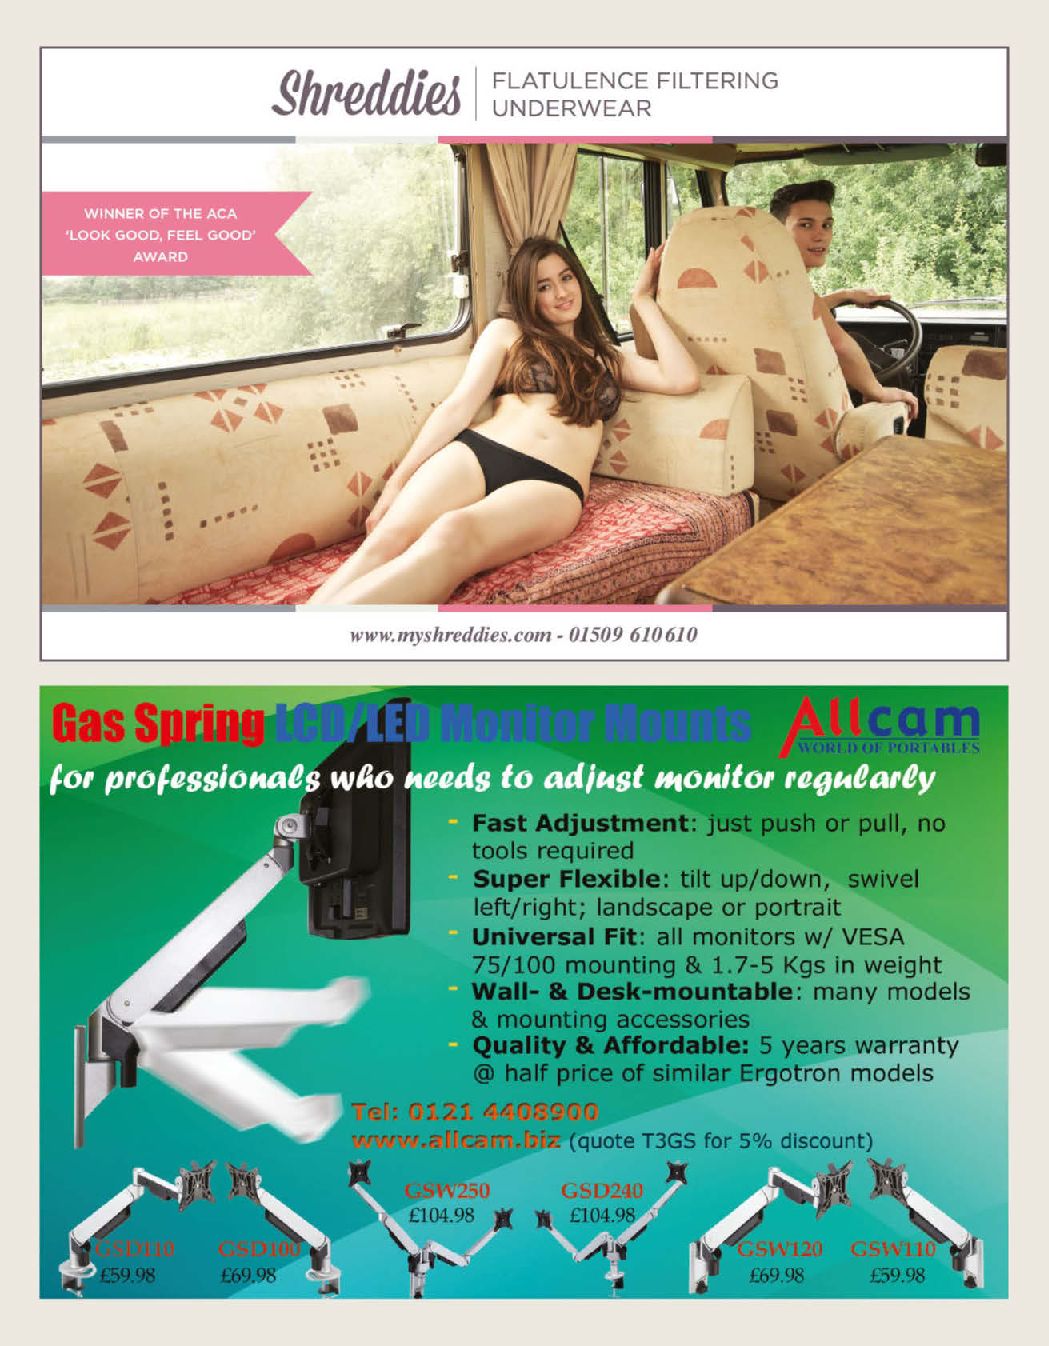 Shreddies
FLATULENCE FILTERING
UNDERWEAR
WINNER OF THE ACA
'LOOK GOOD, FEEL GOOD'
AWARD
www.myshreddies.com - 01509 610610
Gas Spring LCD/LED Monitor Mounts
Allcam
WORLD OF PORTABLES
for professionals who needs to adjust monitor regularly
- Fast Adjustment: just push or pull, no
tools required
- Super Flexible: tilt up/down, swivel
left/right; landscape or portrait
- Universal Fit: all monitors w/ VESA
75/100 mounting & 1.7-5 Kgs in weight
- Wall- & Desk-mountable: many models
& mounting accessories
- Quality & Affordable: 5 years warranty
@ half price of similar Ergotron models
Tel: 0121 4408900
www.allcam.biz (quote T3GS for 5% discount)
GSD110
£59.98
GSD100
£69.98
GSW250
£104.98
GSD240
£104.98
GSW120
£69.98
GSW110
£59.98